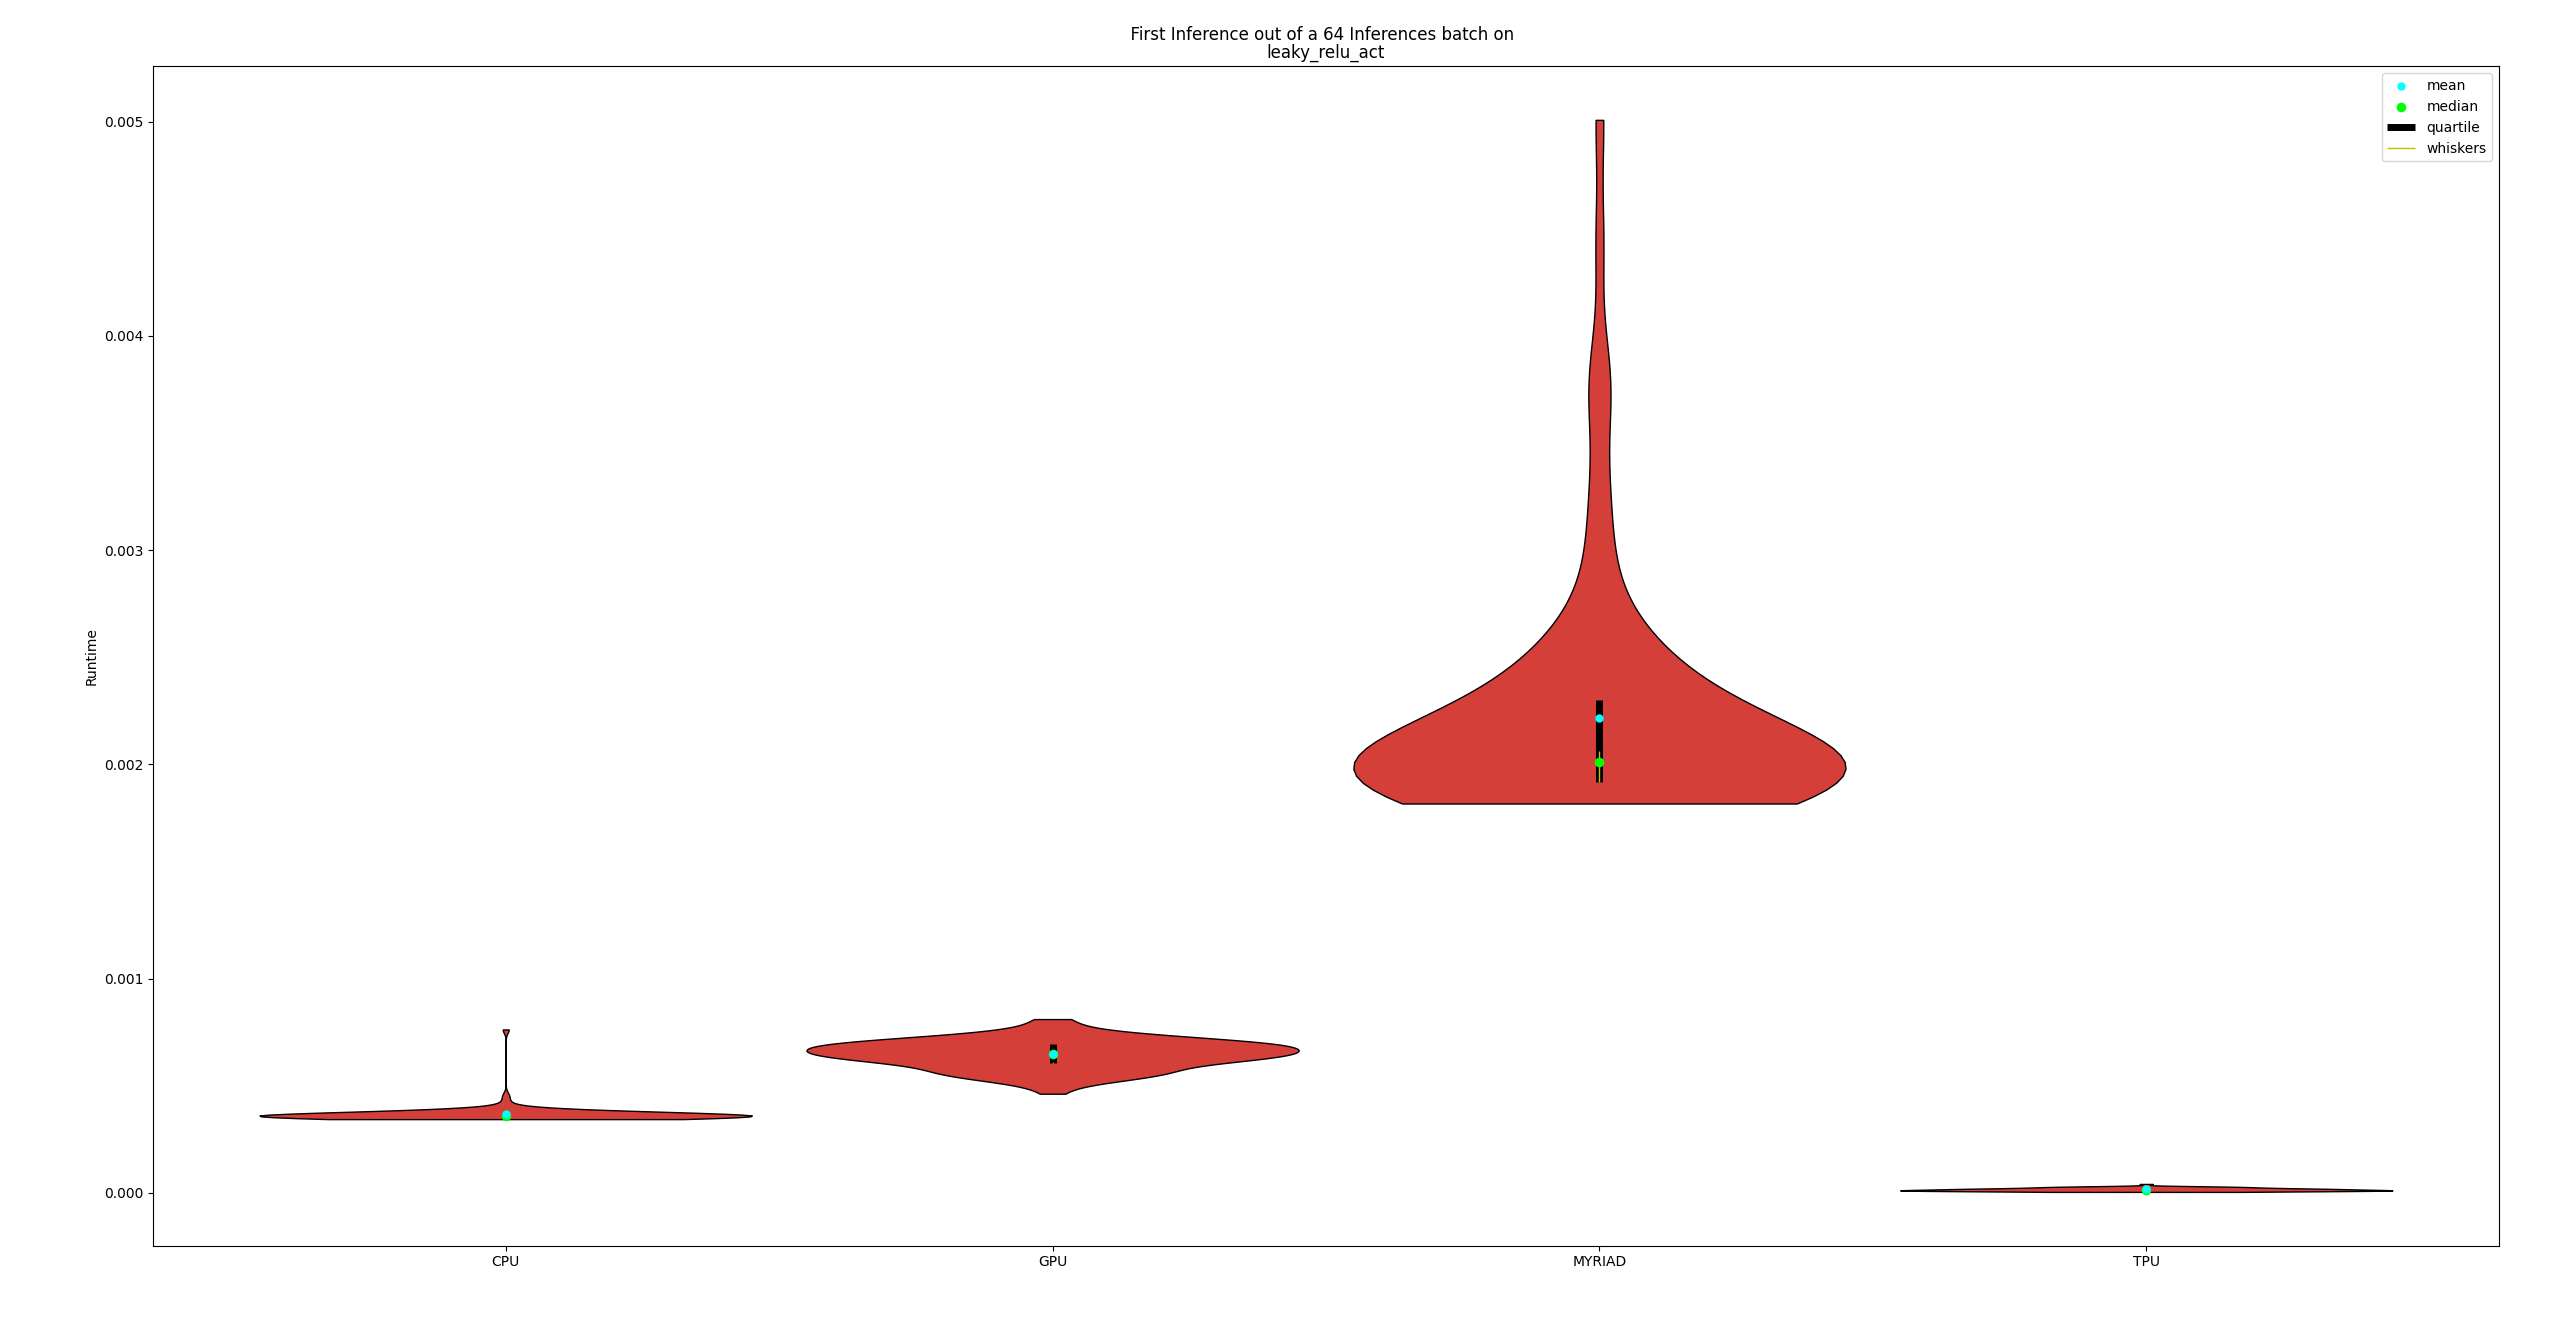 First Inference out of a 64 Inferences batch on
leaky_relu_act
mean
median
quartile
whiskers
0.005
0.004
0.003
0.002
0.001
0.000
Runtime
CPU
GPU
MYRIAD
TPU